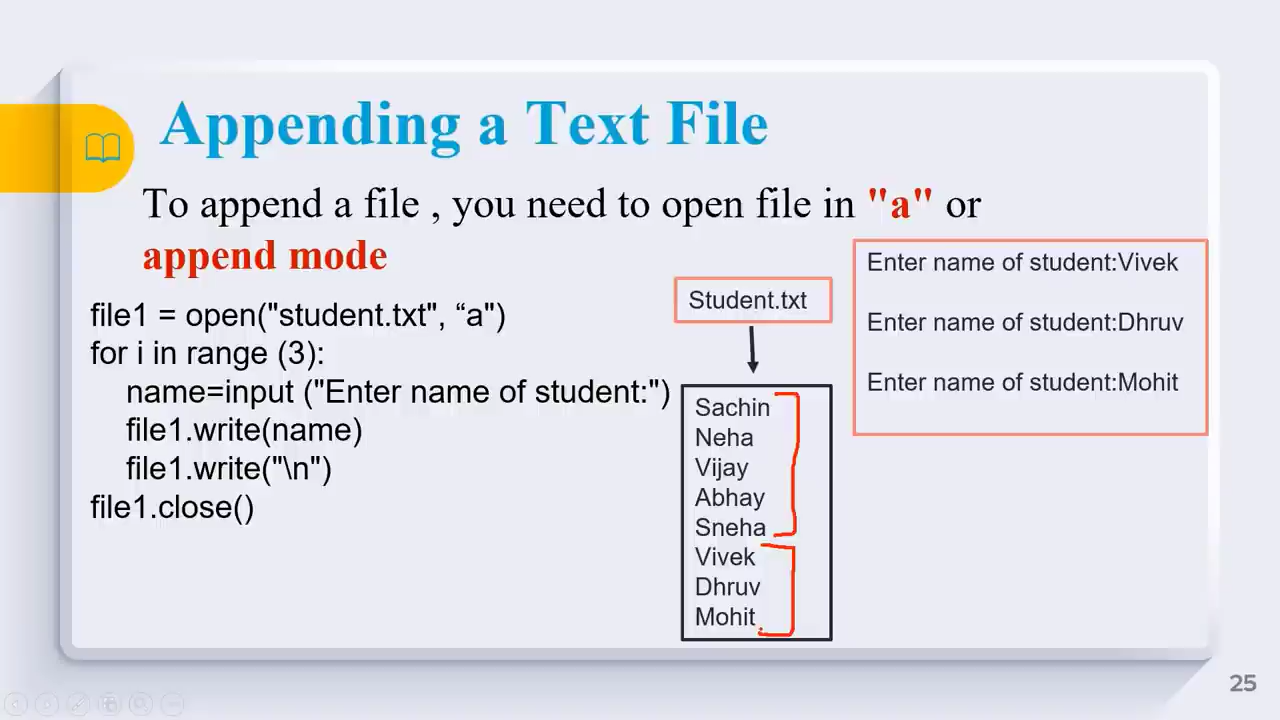 Appending a Text File
To append a file , you need to open file in "a" or
append mode
file1 = open("student.txt", “a")
for i in range (3):
name=input ("Enter name of student:")
file1.write(name)
file1.write("\n")
file1.close()
Student.txt
Sachin
Neha
Vijay
Abhay
Sneha
Vivek
Dhruv
Mohit
Enter name of student:Vivek
Enter name of student:Dhruv
Enter name of student:Mohit
25